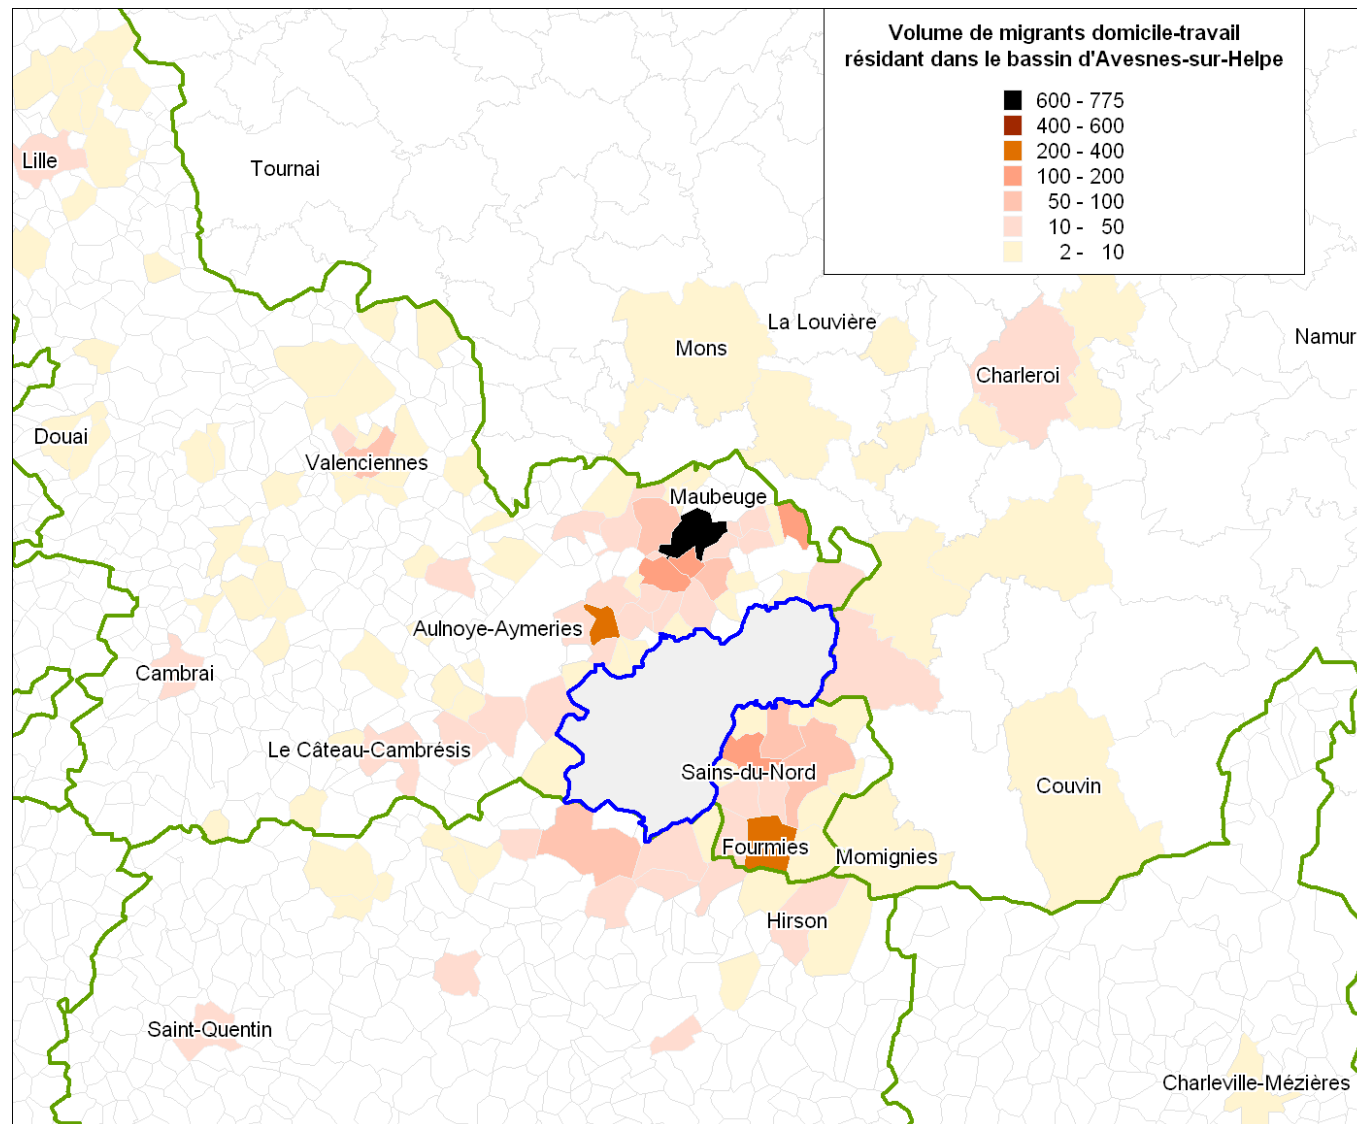 Volume de migrants domicile-travail
résidant dans le bassin d'Avesnes-sur-Helpe
600 - 775
400 - 600
200 - 400
100 - 200
50 - 100
10 - 50
2 - 10
Lille
Tournai
La Louvière
Namur
Mons
Charleroi
Douai
Valenciennes
Maubeuge
Aulnoye-Aymeries
Cambrai
Le Câteau-Cambrésis
Sains-du-Nord
Couvin
Fourmies
Momignies
Hirson
Saint-Quentin
Charleville-Mézières